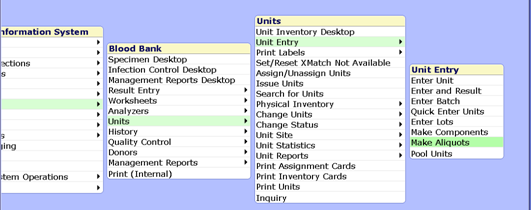 nformation System
ections
s
s
ging
stem Operations
Blood Bank
Specimen Desktop
Infection Control Desktop
Management Reports Desktop
Result Entry
Worksheets
Analyzers
Units
History
Quality Control
Donors
Management Reports
Print (Internal)
Units
Unit Inventory Desktop
Unit Entry
Print Labels
Set/Reset XMatch Not Available
Assign/Unassign Units
Issue Units
Search for Units
Physical Inventory
Change Units
Change Status
Unit Site
Unit Statistics
Unit Reports
Print Assignment Cards
Print Inventory Cards
Print Units
Inquiry
Unit Entry
Enter Unit
Enter and Result
Enter Batch
Quick Enter Units
Enter Lots
Make Components
Make Aliquots
Pool Units